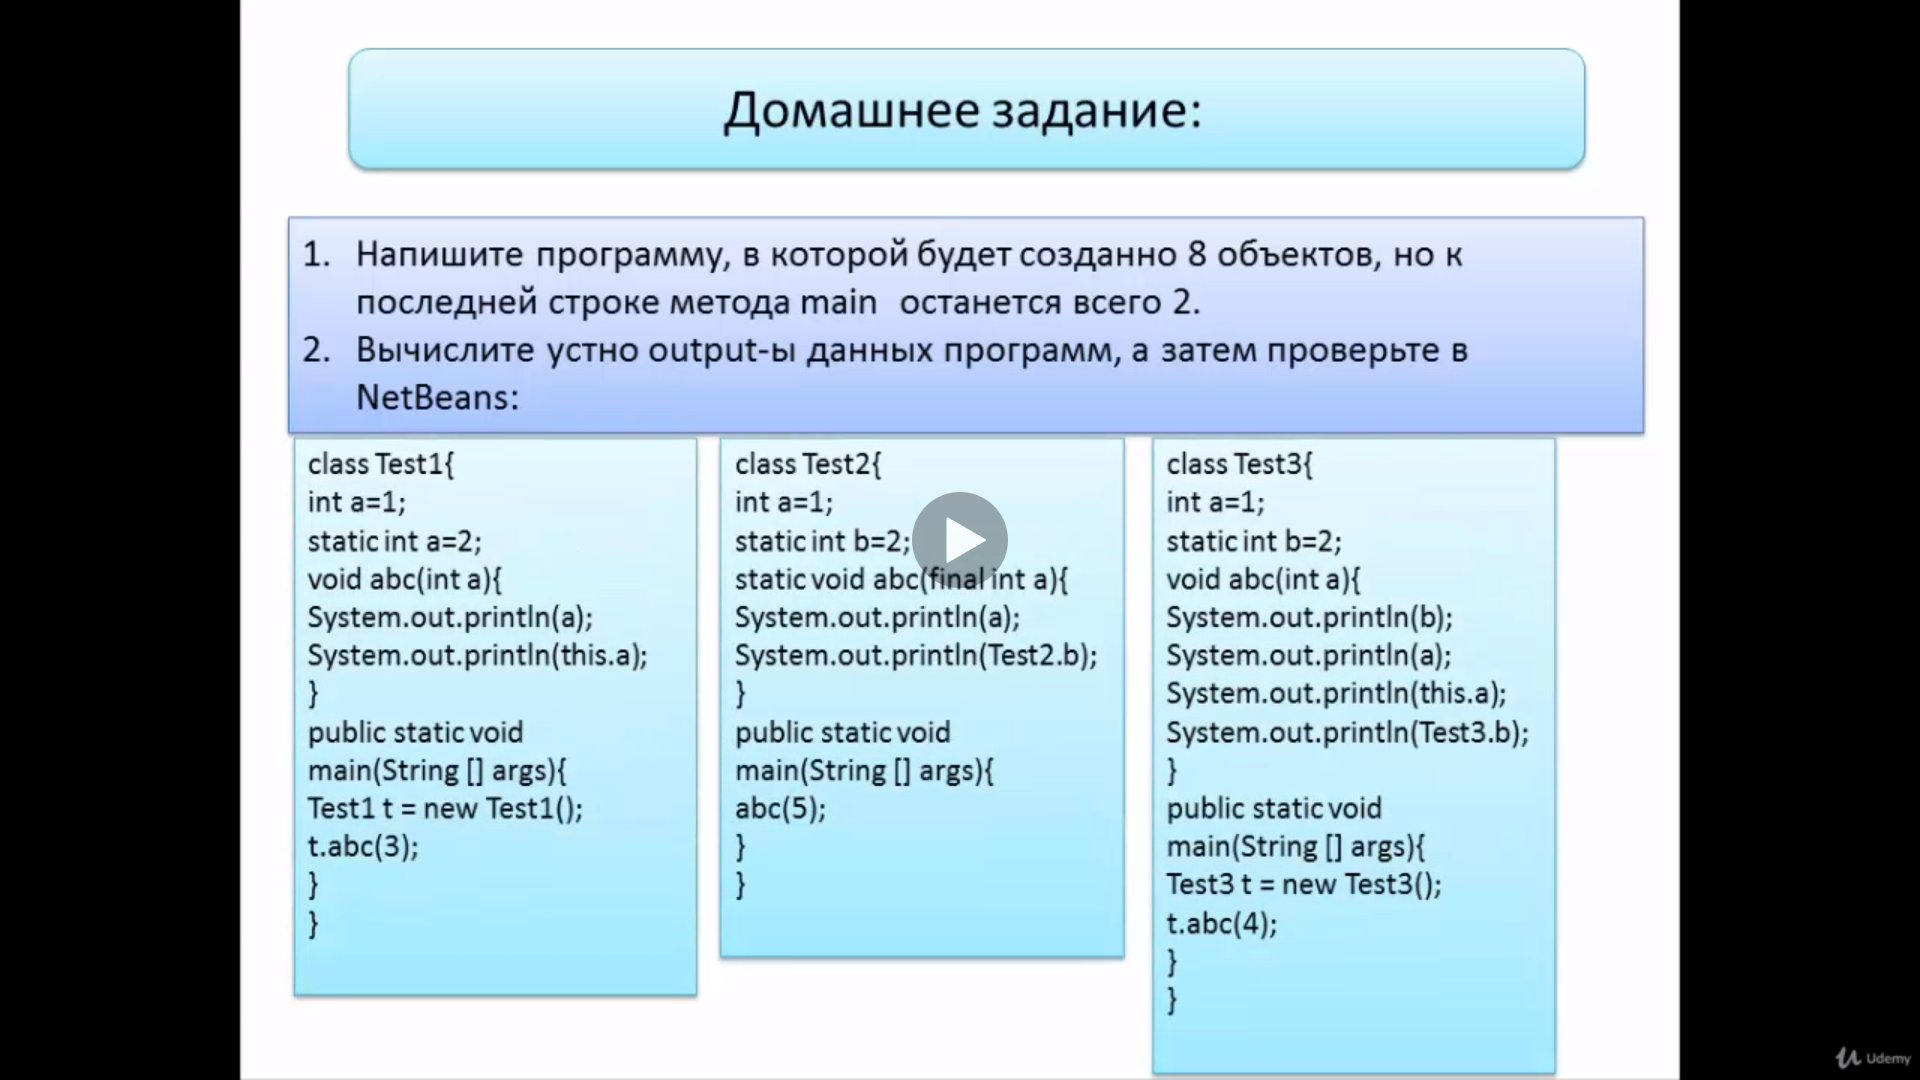 Домашнее задание:
1. Напишите программу, в которой будет созданно 8 объектов, но к
последней строке метода main останется всего 2.
2. Вычислите устно output-ы данных программ, а затем проверьте в
NetBeans:
class Test1{
int a=1;
static int a=2;
void abc(int a){
System.out.println(a);
System.out.println(this.a);
}
public static void
main(String [] args){
Test1 t = new Test1();
t.abc(3);
}
}
class Test2{
int a=1;
static int b=2;
static void abc(final int a){
System.out.println(a);
System.out.println(Test2.b);
}
public static void
main(String [] args){
abc(5);
}
}
class Test3{
int a=1;
static int b=2;
void abc(int a){
System.out.println(b);
System.out.println(a);
System.out.println(this.a);
System.out.println(Test3.b);
}
public static void
main(String [] args){
Test3 t = new Test3();
t.abc(4);
}
}
Udemy